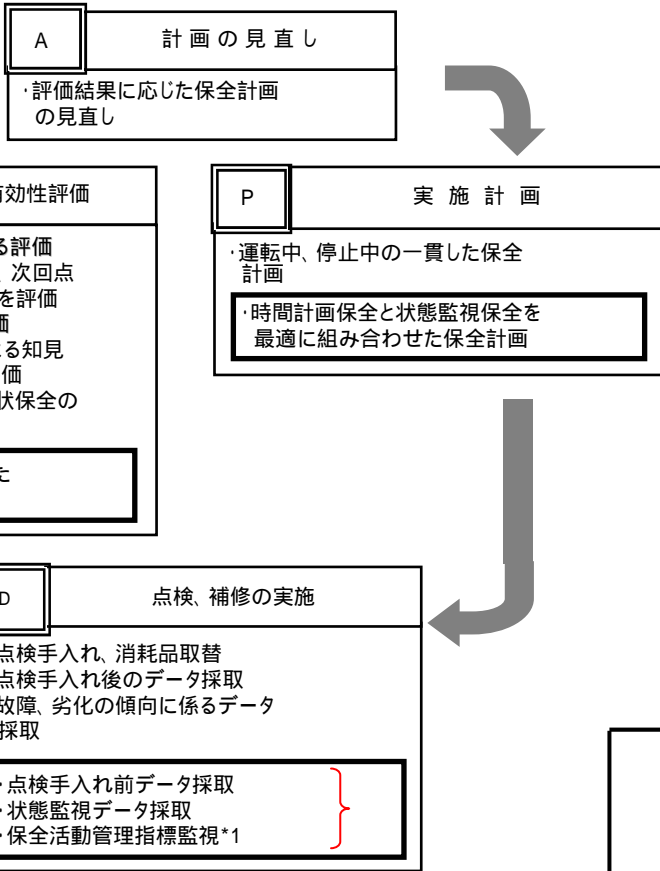 A
計画の見直し
・評価結果に応じた保全計画
の見直し
P
実施計画
・運転中、停止中の一貫した保全
計画
・時間計画保全と状態監視保全を
最適に組み合わせた保全計画
効性評価
る評価
、次回点
を評価
価
る知見
価
状保全の
た
D
点検、補修の実施
点検手入れ、消耗品取替
点検手入れ後のデータ採取
故障、劣化の傾向に係るデータ
採取
・点検手入れ前データ採取
・状態監視データ採取
・保全活動管理指標監視*1